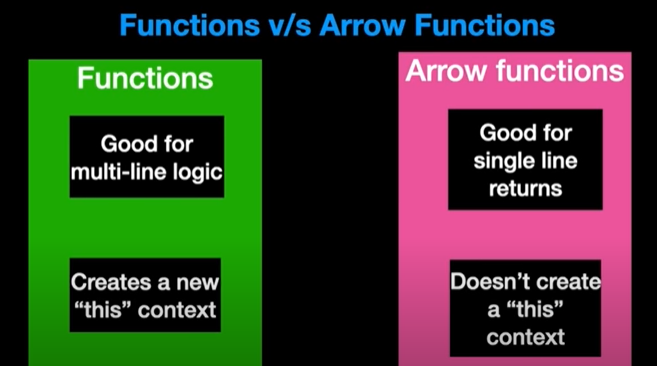 Functions v/s Arrow Functions
Functions
Good for
multi-line logic
Creates a new
“this” context
Arrow functions
Good for
single line
returns
Doesn’t create
a “this”
context